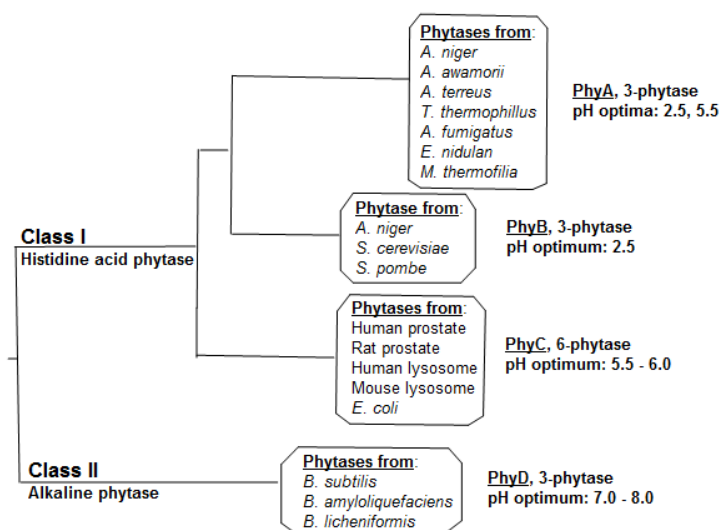 Phytases from:
A. niger
A. awamorii
A. terreus
T. thermophillus
A. fumigatus
E. nidulan
M. thermofilia
PhyA, 3-phytase
pH optima: 2.5, 5.5
Phytase from:
A. niger
S. cerevisiae
S. pombe
PhyB, 3-phytase
pH optimum: 2.5
Class I
Histidine acid phytase
Phytases from:
Human prostate
Rat prostate
Human lysosome
Mouse lysosome
E. coli
PhyC, 6-phytase
pH optimum: 5.5 - 6.0
Class II
Alkaline phytase
Phytases from:
B. subtilis
B. amyloliquefaciens
B. licheniformis
PhyD, 3-phytase
pH optimum: 7.0 - 8.0